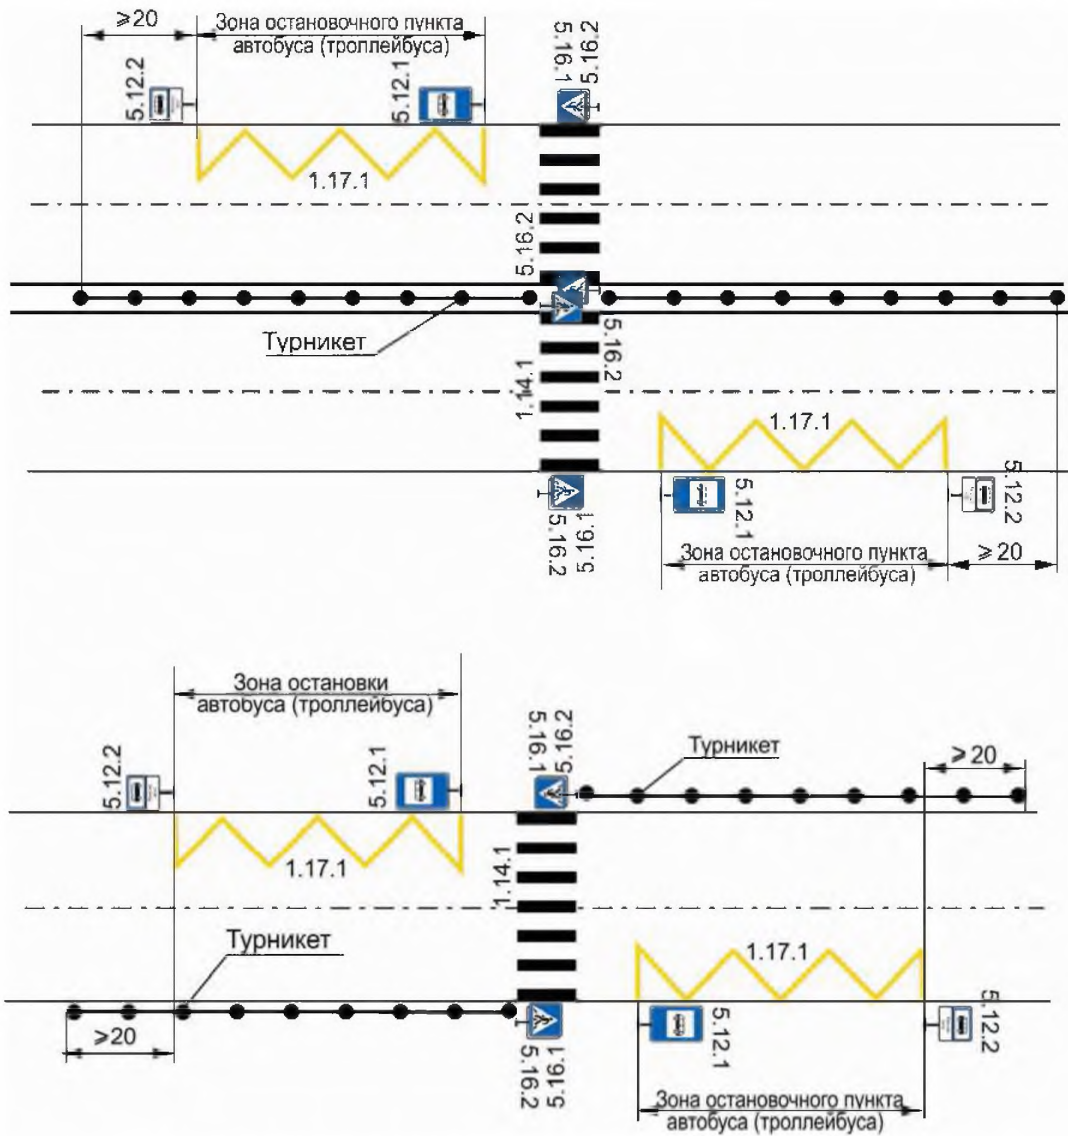 ≥20
Зона остановочного пункта
автобуса (троллейбуса)
5.12.2
5.12.1
5.16.1
5.16.2
1.17.1
5.16.2
Турникет
5.16.2
1.14.1
1.17.1
5.16.2
5.16.1
5.12.1
5.12.2
Зона остановочного пункта
автобуса (троллейбуса)
≥20
Зона остановки
автобуса (троллейбуса)
5.12.2
5.12.1
5.16.1
5.16.2
Турникет
≥20
1.17.1
1.14.1
Турникет
1.17.1
≥20
5.16.2
5.16.1
5.12.1
5.12.2
Зона остановочного пункта
автобуса (троллейбуса)